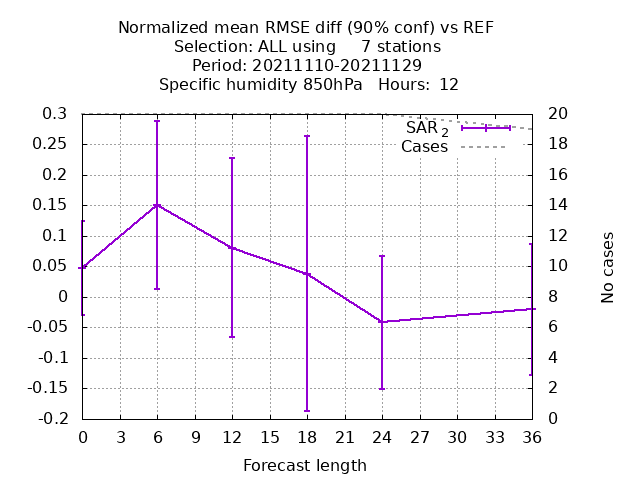 Normalized mean RMSE diff (90% conf) vs REF
Selection: ALL using 7 stations
Period: 20211110-20211129
Specific humidity 850hPa Hours: 12
0.3 20
SAR 2
0.25 18
Cases
0.2 16
0.15 14
0.1 12
0.05 10
0 8
-0.05 6
-0.1 4
-0.15 2
-0.2 0
No cases
0 3 6 9 12 15 18 21 24 27 30 33 36
Forecast length